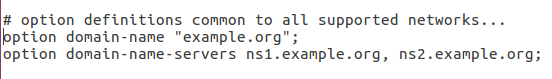 # option definitions common to all supported networks...
option domain-name "example.org";
option domain-name-servers ns1.example.org, ns2.example.org;